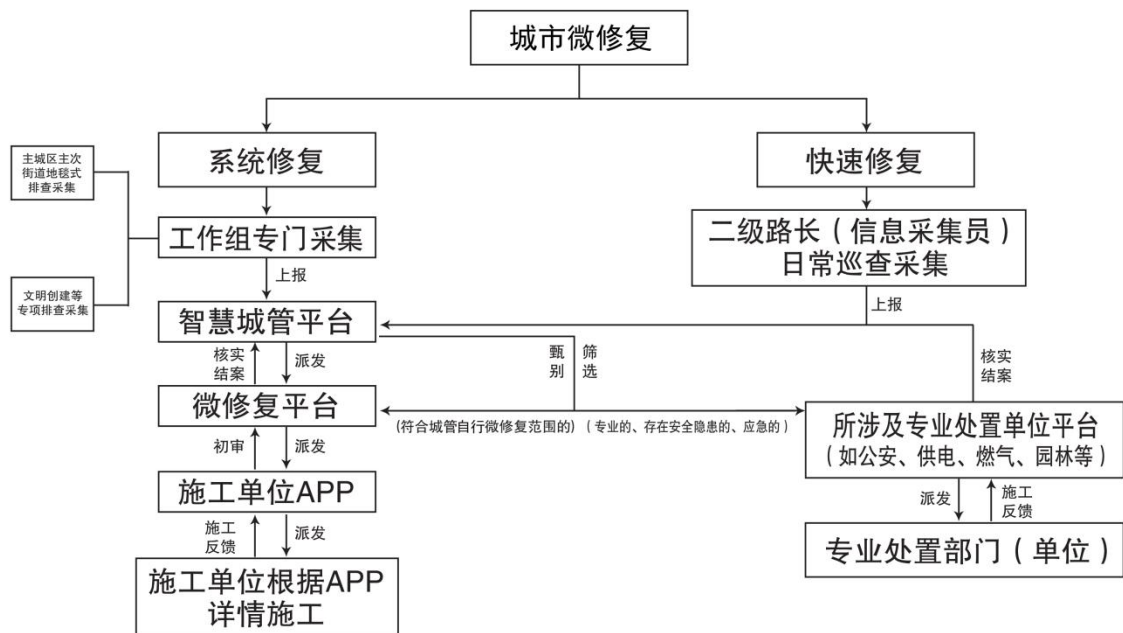 城市微修复
系统修复
快速修复
主城区主次
街道地毯式
排查采集
工作组专门采集
二级路长（信息采集员）
日常巡查采集
文明创建等
专项排查采集
上报
上报
智慧城管平台
核实
结案
派发
甄别
筛选
核实
结案
微修复平台
(符合城管自行微修复范围的)
（专业的、存在安全隐患的、应急的）
所涉及专业处置单位平台
（如公安、供电、燃气、园林等）
初审
派发
施工单位APP
派发
施工
反馈
施工
反馈
派发
专业处置部门（单位）
施工单位根据APP
详情施工